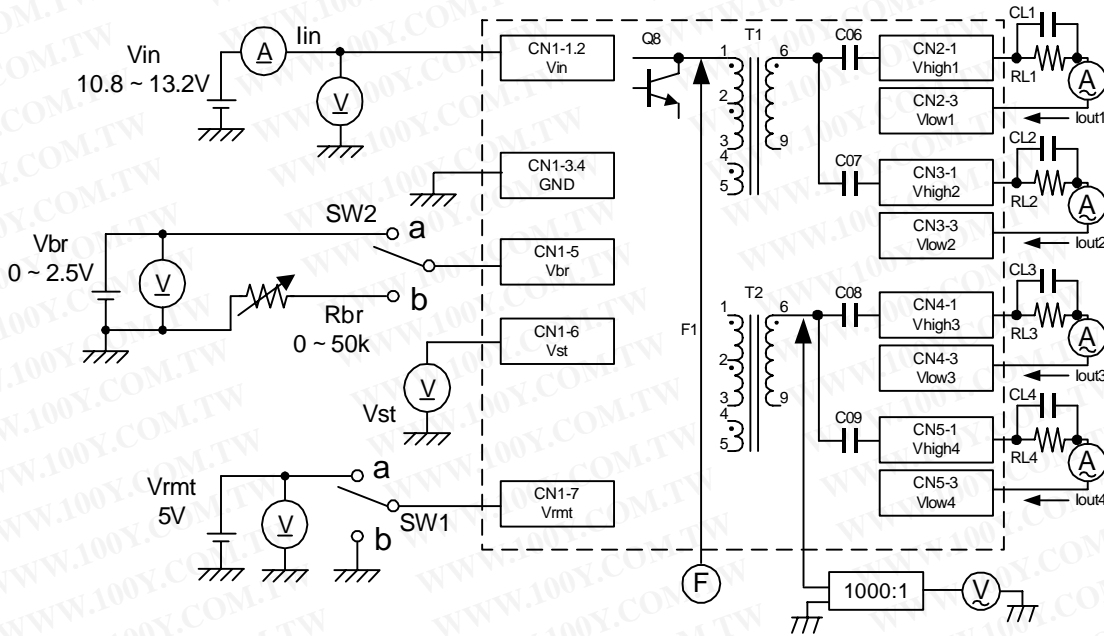 Vin
10.8 ~ 13.2V
A
Iin
V
CN1-1.2
Vin
CN1-3.4
GND
SW2
a
b
Vbr
0 ~ 2.5V
V
Rbr
0 ~ 50k
CN1-5
Vbr
CN1-6
Vst
V
Vst
Vrmt
5V
V
a
b
SW1
CN1-7
Vrmt
Q8
F1
F
1
T1
6
2
3
4
5
9
C06
C07
1
T2
6
2
3
4
5
9
C08
C09
CN2-1
Vhigh1
CN2-3
Vlow1
CN3-1
Vhigh2
CN3-3
Vlow2
CN4-1
Vhigh3
CN4-3
Vlow3
CN5-1
Vhigh4
CN5-3
Vlow4
CL1
RL1
A
Iout1
CL2
RL2
A
Iout2
CL3
RL3
A
Iout3
CL4
RL4
A
Iout4
1000:1
V
WWW.100Y.COM.TW